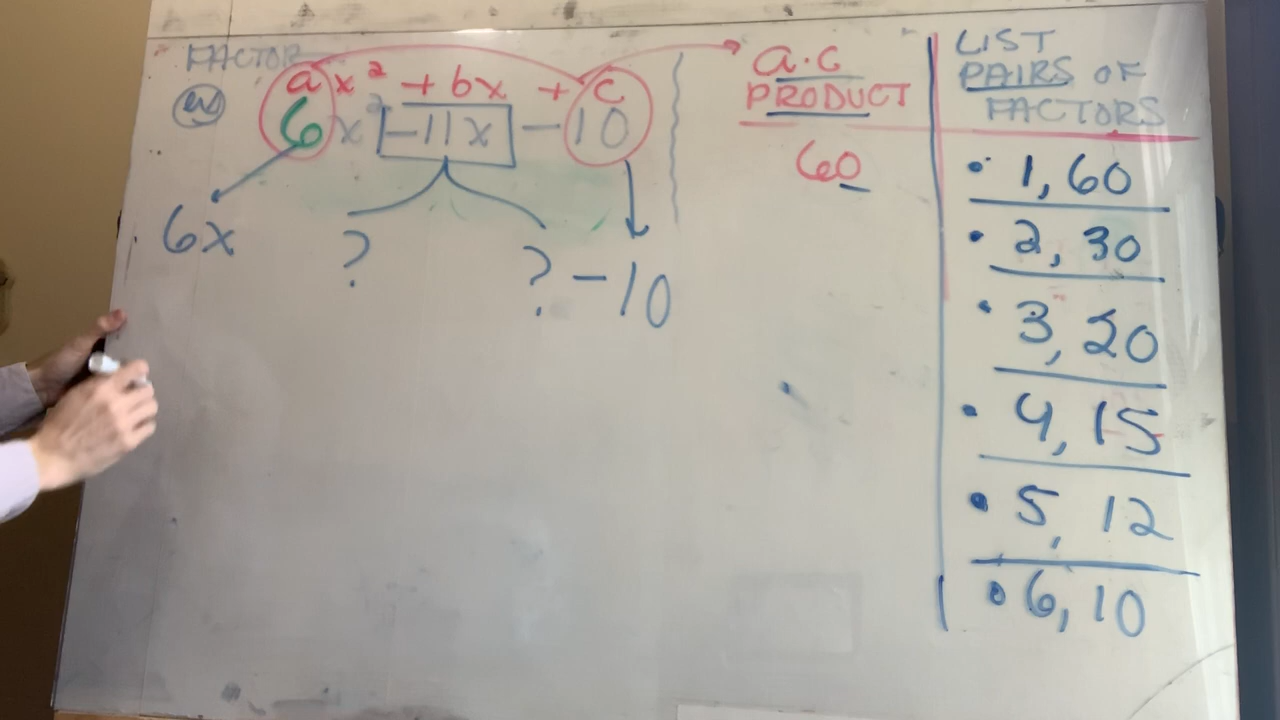 FACTOR
ax² + bx + c
ex 6x² -11x -10
6x ? ? -10
a·c
PRODUCT
60
LIST
PAIRS OF
FACTORS
• 1, 60
• 2, 30
• 3, 20
• 4, 15
• 5, 12
• 6, 10